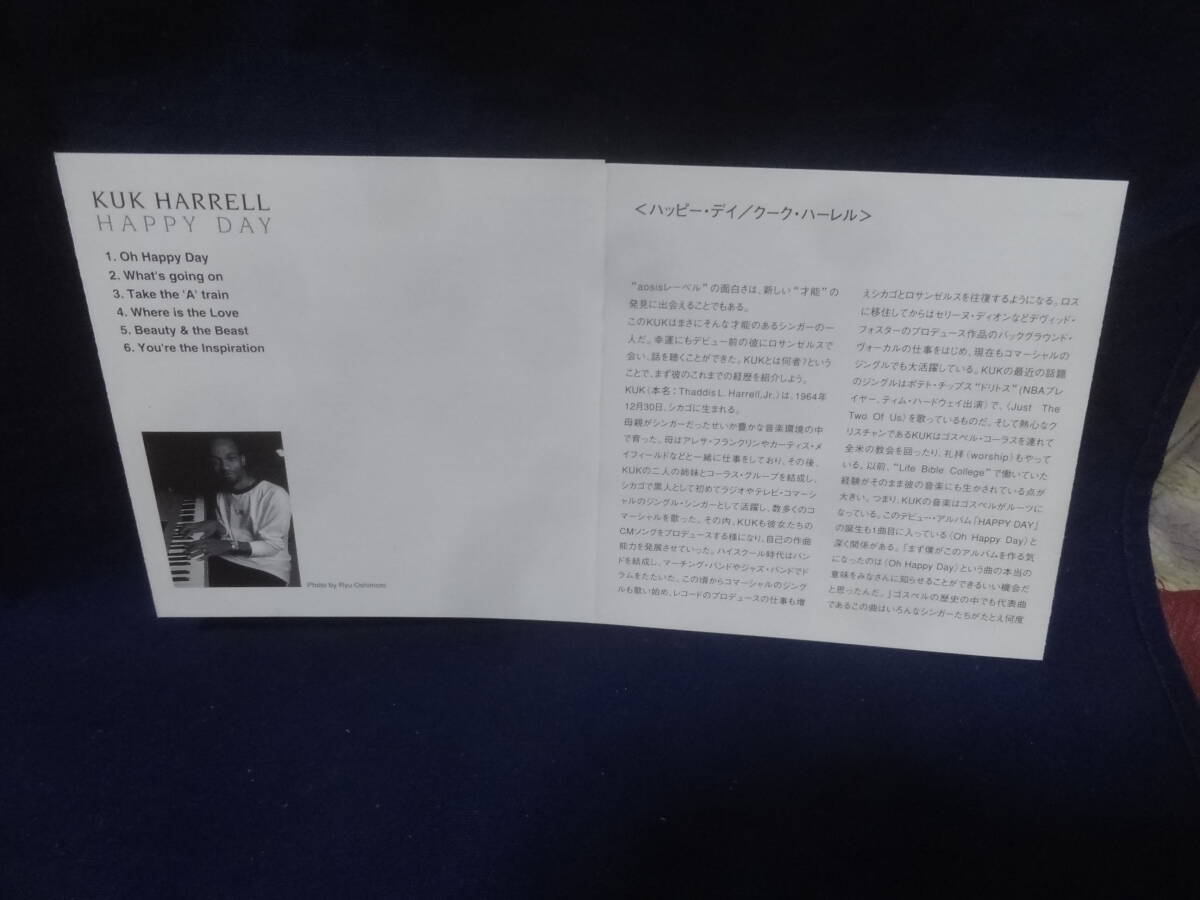 KUK HARRELL
HAPPY DAY
1. Oh Happy Day
2. What's going on
3. Take the 'A' train
4. Where is the Love
5. Beauty & the Beast
6. You're the Inspiration
Photo by Ryu Oshimoto
＜ハッピー・デイ／クーク・ハーレル＞
“aosisレーベル”の面白さは、新しい“才能”の
発見に出会えることでもある。
このKUKはまさにそんな才能のあるシンガーの一
人だ。幸運にもデビュー前の彼にロサンゼルスで
会い、話を聴くことができた。KUKとは何者？という
ことで、まず彼のこれまでの経歴を紹介しよう。
KUK（本名：Thaddis L. Harrell,Jr.）は、1964年
12月30日、シカゴに生まれる。
母親がシンガーだったせいか豊かな音楽環境の中
で育った。母はアレサ・フランクリンやカーティス・メ
イフィールドなどと一緒に仕事をしており、その後、
KUKの二人の姉妹とコーラス・グループを結成し、
シカゴで黒人として初めてラジオやテレビ・コマーシ
ャルのジングル・シンガーとして活躍し、数多くのコ
マーシャルを歌った。その内、KUKも彼女たちの
CMソングをプロデュースする様になり、自己の作曲
能力を発展させていった。ハイスクール時代はバン
ドを結成し、マーチング・バンドやジャズ・バンドでド
ラムをたたいた。この頃からコマーシャルのジング
ルも歌い始め、レコードのプロデュースの仕事も増
えシカゴとロサンゼルスを往復するようになる。ロス
に移住してからはセリーヌ・ディオンなどデヴィッド・
フォスターのプロデュース作品のバックグラウンド・
ヴォーカルの仕事をはじめ、現在もコマーシャルの
ジングルでも大活躍している。KUKの最近の話題
のジングルはポテト・チップス“ドリトス”（NBAプレ
イヤー、ティム・ハードウェイ出演）で、〈Just The
Two Of Us〉を歌っているものだ。そして熱心なク
リスチャンであるKUKはゴスペル・コーラスを連れて
全米の教会を回ったり、礼拝（worship）もやって
いる。以前、“Life Bible College”で働いていた
経験がそのまま彼の音楽にも生かされている点が
大きい。つまり、KUKの音楽はゴスペルがルーツに
なっている。このデビュー・アルバム「HAPPY DAY」
の誕生も1曲目に入っている〈Oh Happy Day〉と
深く関係がある。「まず僕がこのアルバムを作る気
になったのは〈Oh Happy Day〉という曲の本当の
意味をみなさんに知らせることができるいい機会だ
と思ったんだ。」ゴスペルの歴史の中でも代表曲
であるこの曲はいろんなシンガーたちがたとえ何度